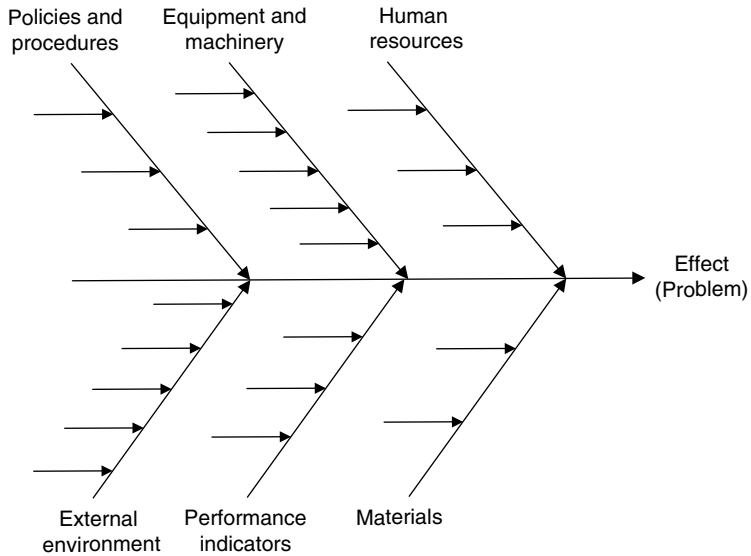 Policies and
procedures
Equipment and
machinery
Human
resources
Effect
(Problem)
External
environment
Performance
indicators
Materials